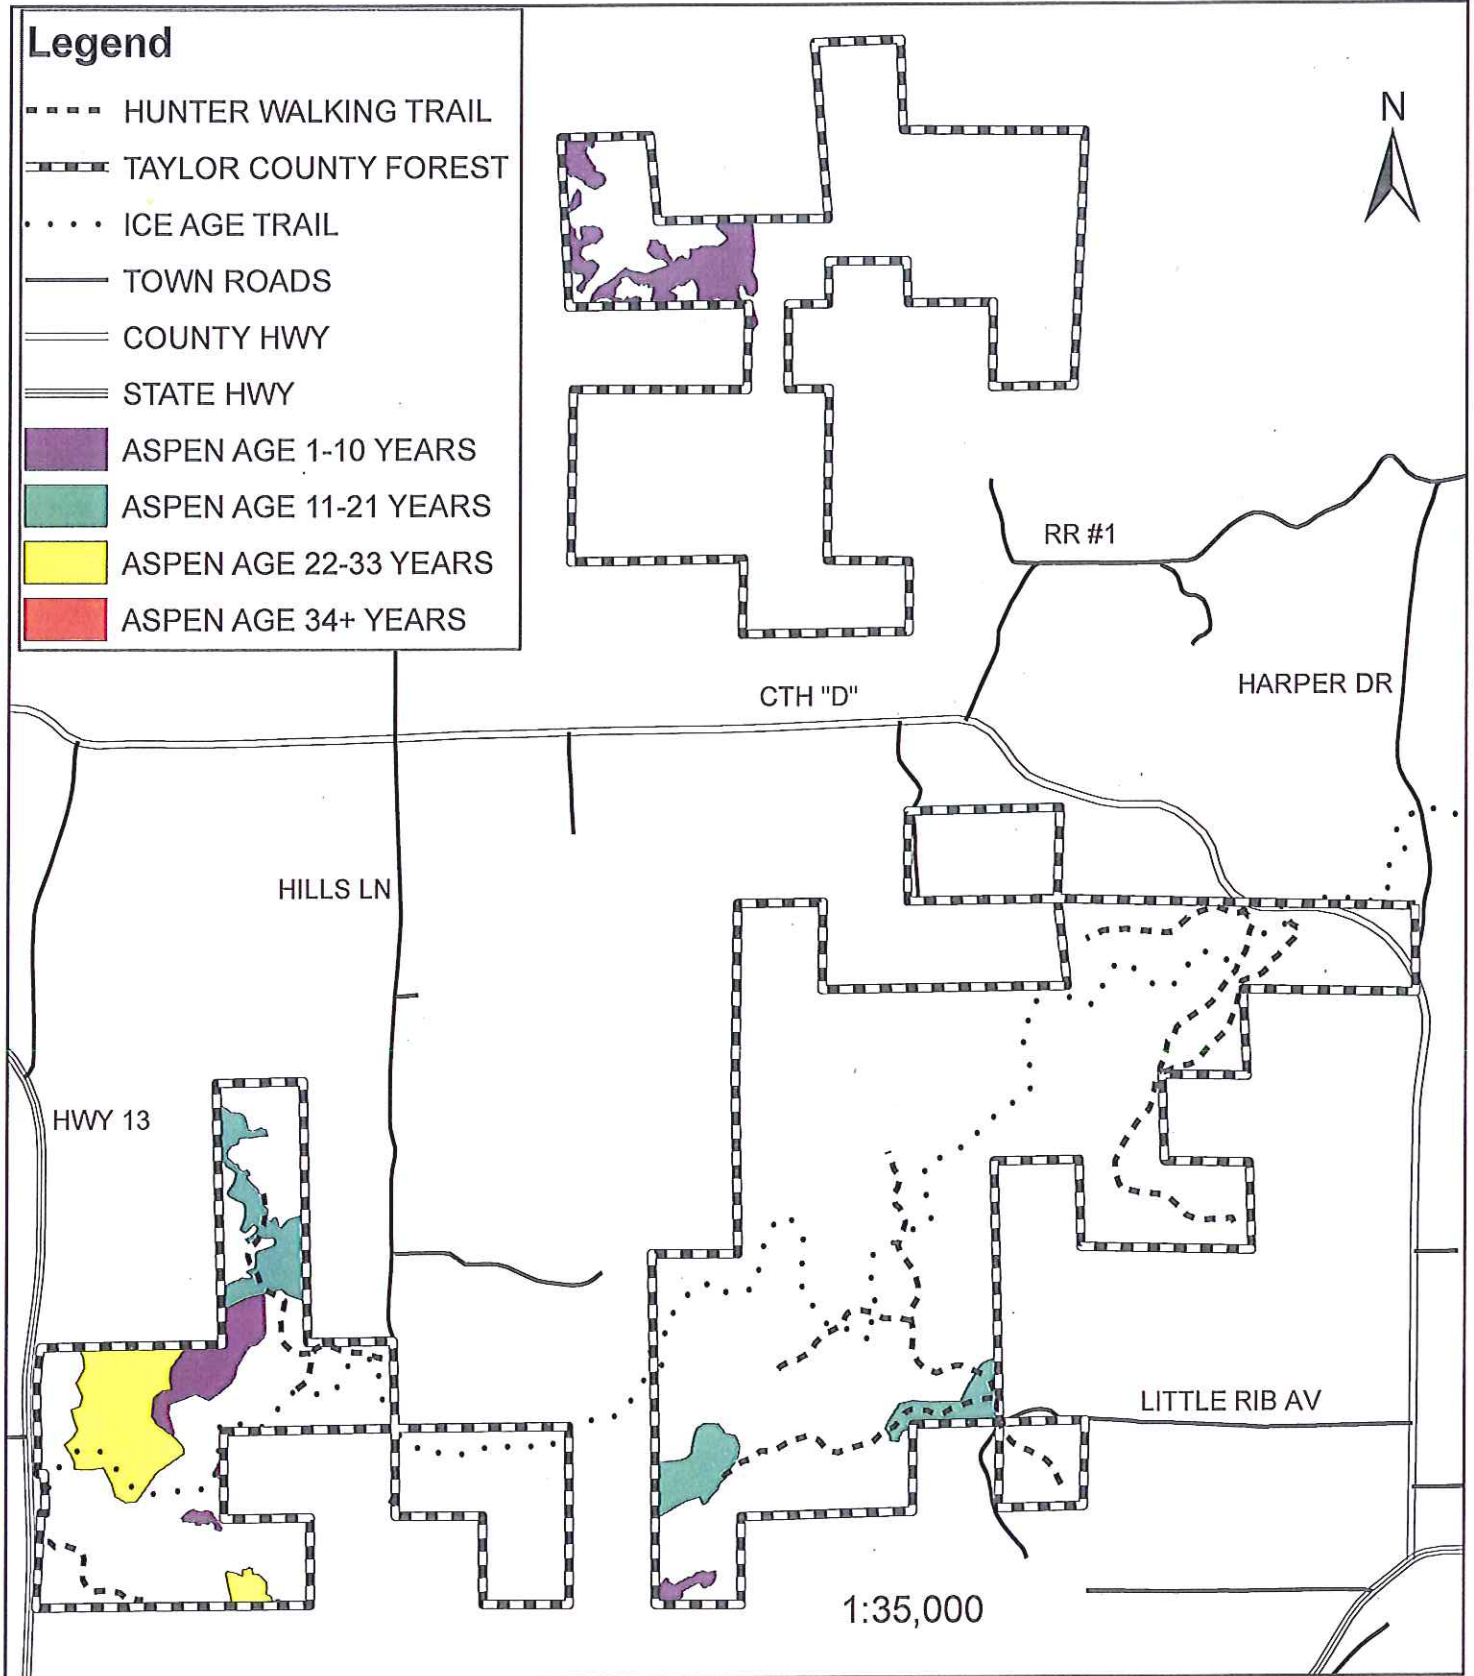 Legend
HUNTER WALKING TRAIL
TAYLOR COUNTY FOREST
ICE AGE TRAIL
TOWN ROADS
COUNTY HWY
STATE HWY
ASPEN AGE 1-10 YEARS
ASPEN AGE 11-21 YEARS
ASPEN AGE 22-33 YEARS
ASPEN AGE 34+ YEARS
N
RR #1
HARPER DR
CTH "D"
HILLS LN
HWY 13
LITTLE RIB AV
1:35,000